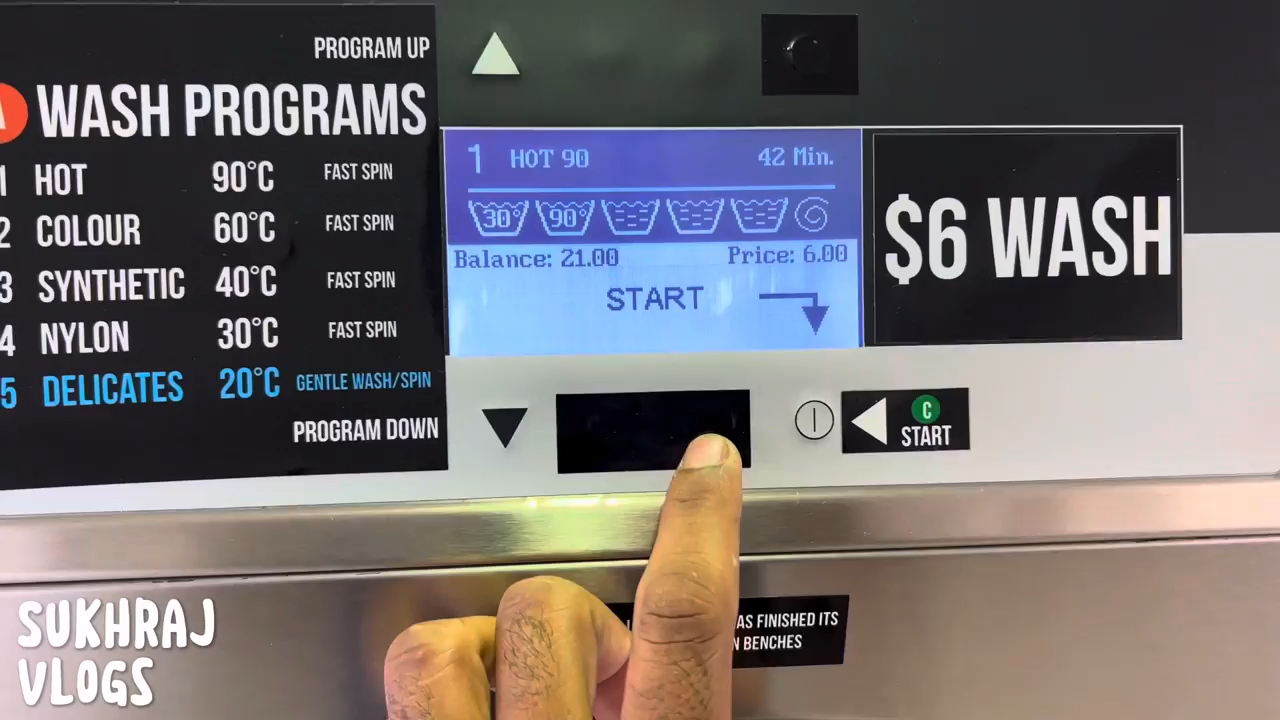 PROGRAM UP
WASH PROGRAMS
1 HOT 90°C FAST SPIN
2 COLOUR 60°C FAST SPIN
3 SYNTHETIC 40°C FAST SPIN
4 NYLON 30°C FAST SPIN
5 DELICATES 20°C GENTLE WASH/SPIN
PROGRAM DOWN
1 HOT 90 42 Min.
30° 90°
Balance: 21.00 Price: 6.00
START
$6 WASH
C
START
AS FINISHED ITS
BENCHES
SUKHRAJ
VLOGS